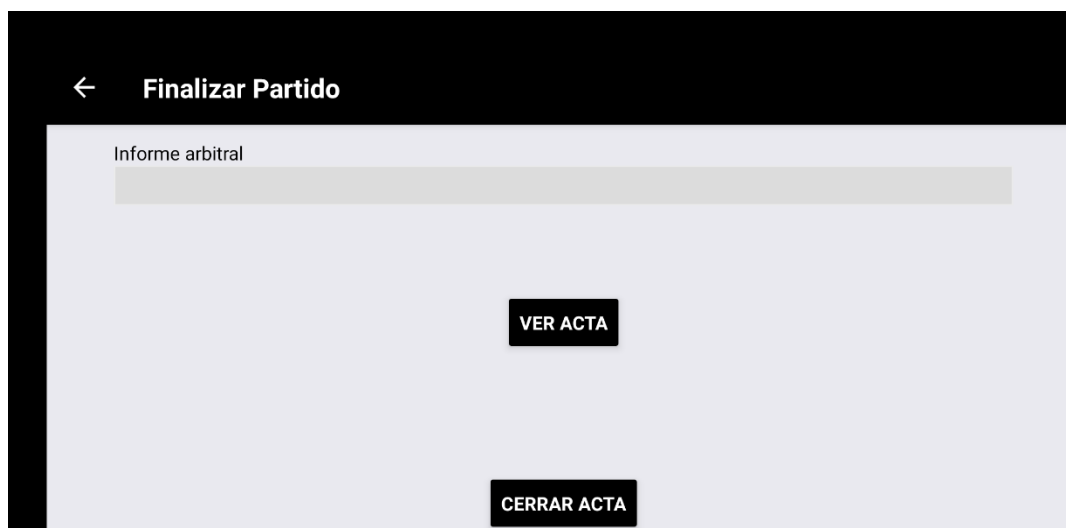 Finalizar Partido
Informe arbitral
VER ACTA
CERRAR ACTA